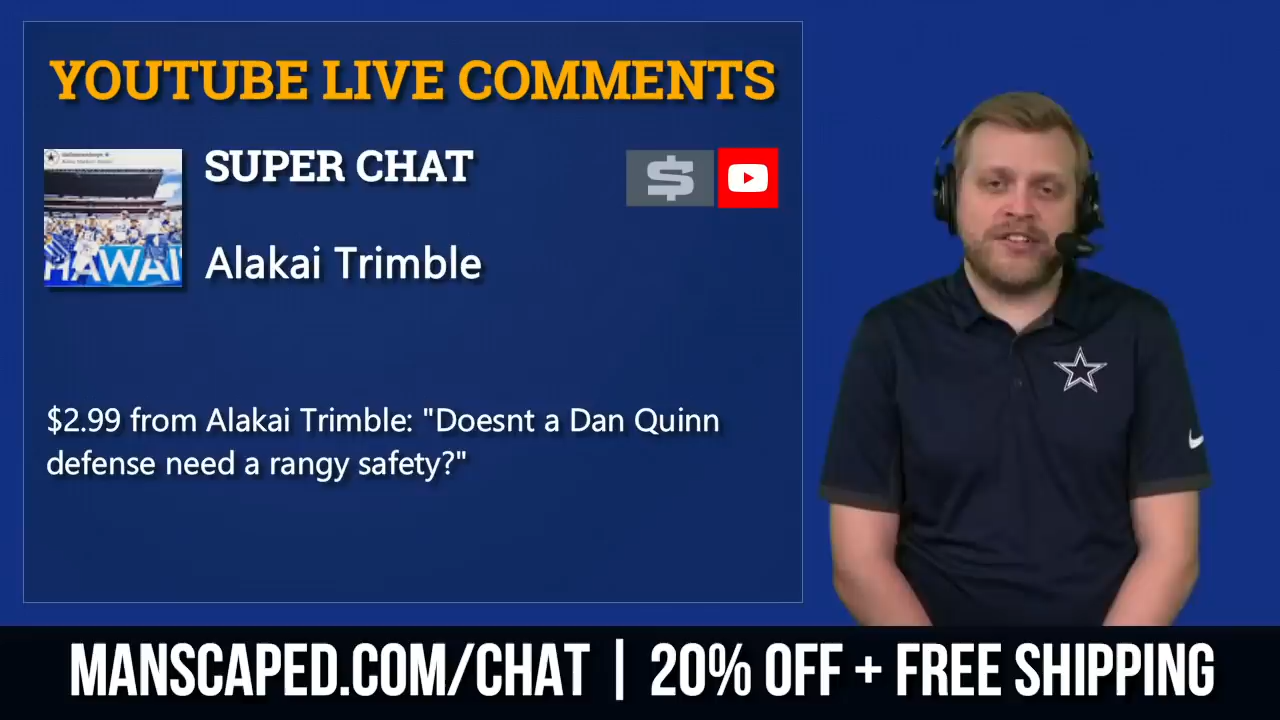 YOUTUBE LIVE COMMENTS
SUPER CHAT
Alakai Trimble
HAWAI
$2.99 from Alakai Trimble: "Doesnt a Dan Quinn
defense need a rangy safety?"
MANSCAPED.COM/CHAT | 20% OFF + FREE SHIPPING